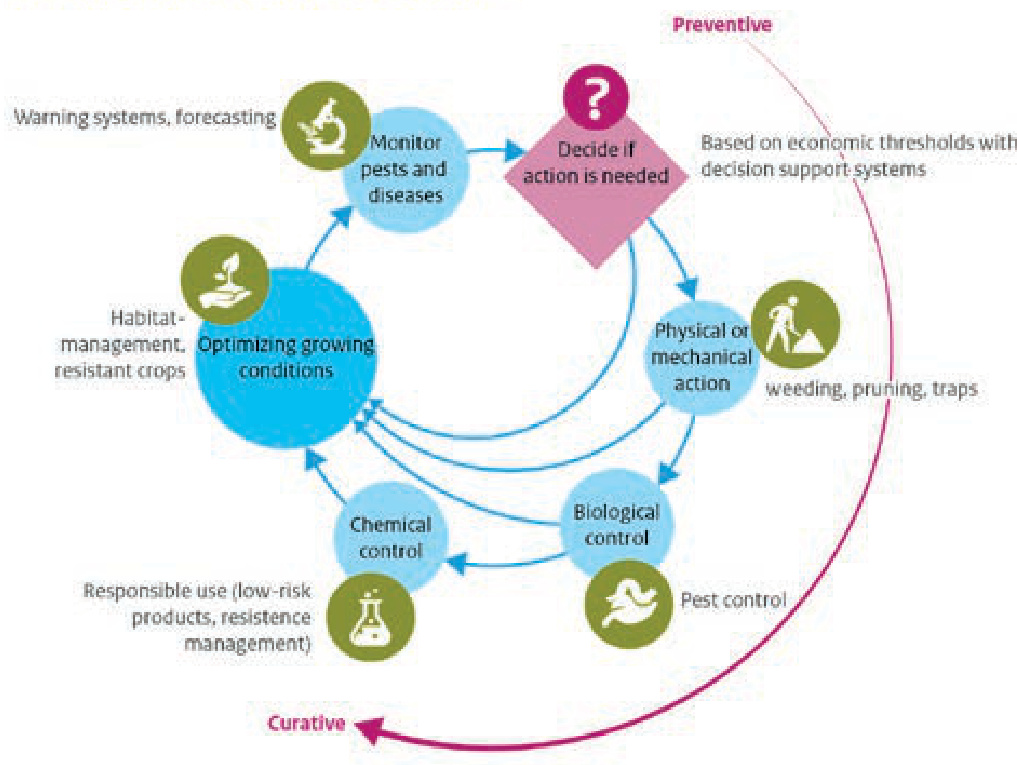 Preventive
Warning systems, forecasting
Monitor
pests and
diseases
?
Decide if
action is needed
Based on economic thresholds with
decision support systems
Habitat-
management,
resistant crops
Optimizing growing
conditions
Physical or
mechanical
action
weeding, pruning, traps
Chemical
control
Biological
control
Responsible use (low-risk
products, resistence
management)
Pest control
Curative